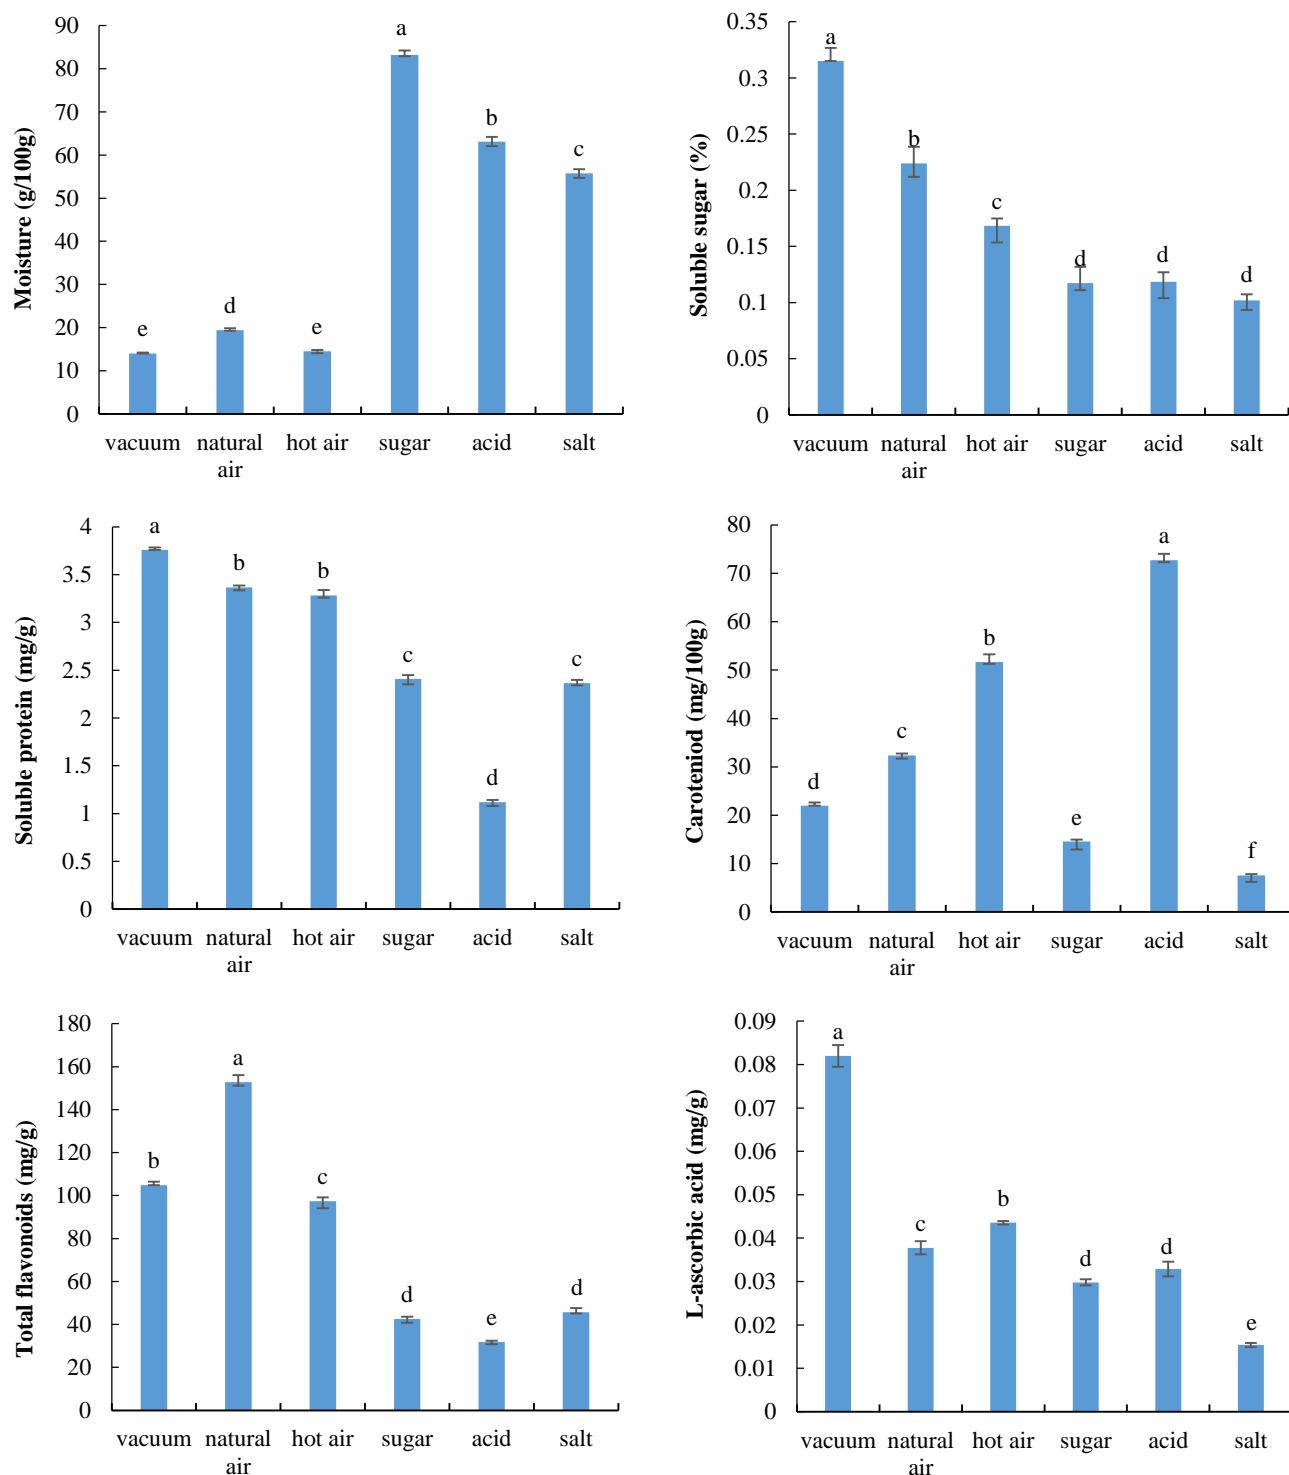 Moisture (g/100g)
90
80
70
60
50
40
30
20
10
0
e
d
e
a
b
c
vacuum natural hot air sugar acid salt
air
Soluble sugar (%)
0.35
0.3
0.25
0.2
0.15
0.1
0.05
0
a
b
c
d
d
d
vacuum natural hot air sugar acid salt
air
Soluble protein (mg/g)
4
3.5
3
2.5
2
1.5
1
0.5
0
a
b
b
c
d
c
vacuum natural hot air sugar acid salt
air
Caroteniod (mg/100g)
80
70
60
50
40
30
20
10
0
d
c
b
e
a
f
vacuum natural hot air sugar acid salt
air
Total flavonoids (mg/g)
180
160
140
120
100
80
60
40
20
0
b
a
c
d
e
d
vacuum natural hot air sugar acid salt
air
L-ascorbic acid (mg/g)
0.09
0.08
0.07
0.06
0.05
0.04
0.03
0.02
0.01
0
a
c
b
d
d
e
vacuum natural hot air sugar acid salt
air